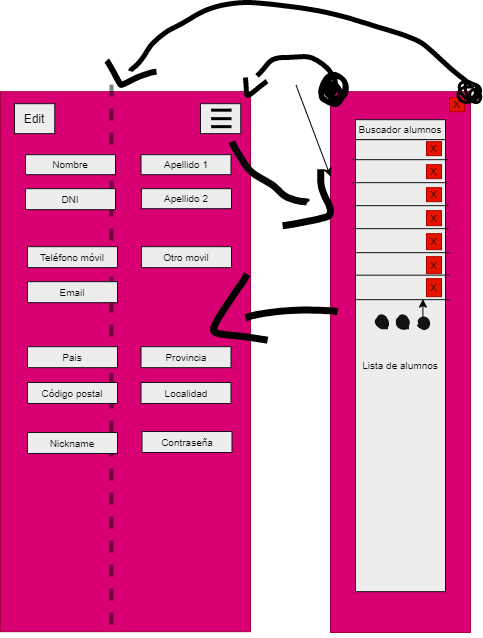 Edit
Nombre
Apellido 1
DNI
Apellido 2
Teléfono móvil
Otro movil
Email
Pais
Provincia
Código postal
Localidad
Nickname
Contraseña
X
Buscador alumnos
X
X
X
X
X
X
X
Lista de alumnos